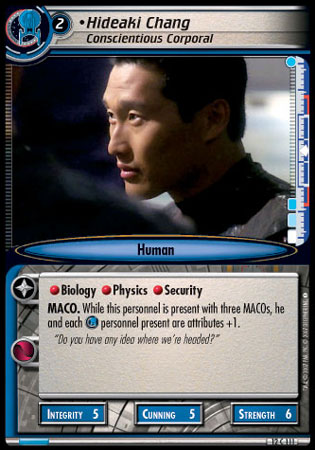 2
•Hideaki Chang
Conscientious Corporal
Human
Biology Physics Security
MACO. While this personnel is present with three MACOs, he
and each personnel present are attributes +1.
"Do you have any idea where we're headed?"
INTEGRITY 5 CUNNING 5 STRENGTH 6
12 C 111